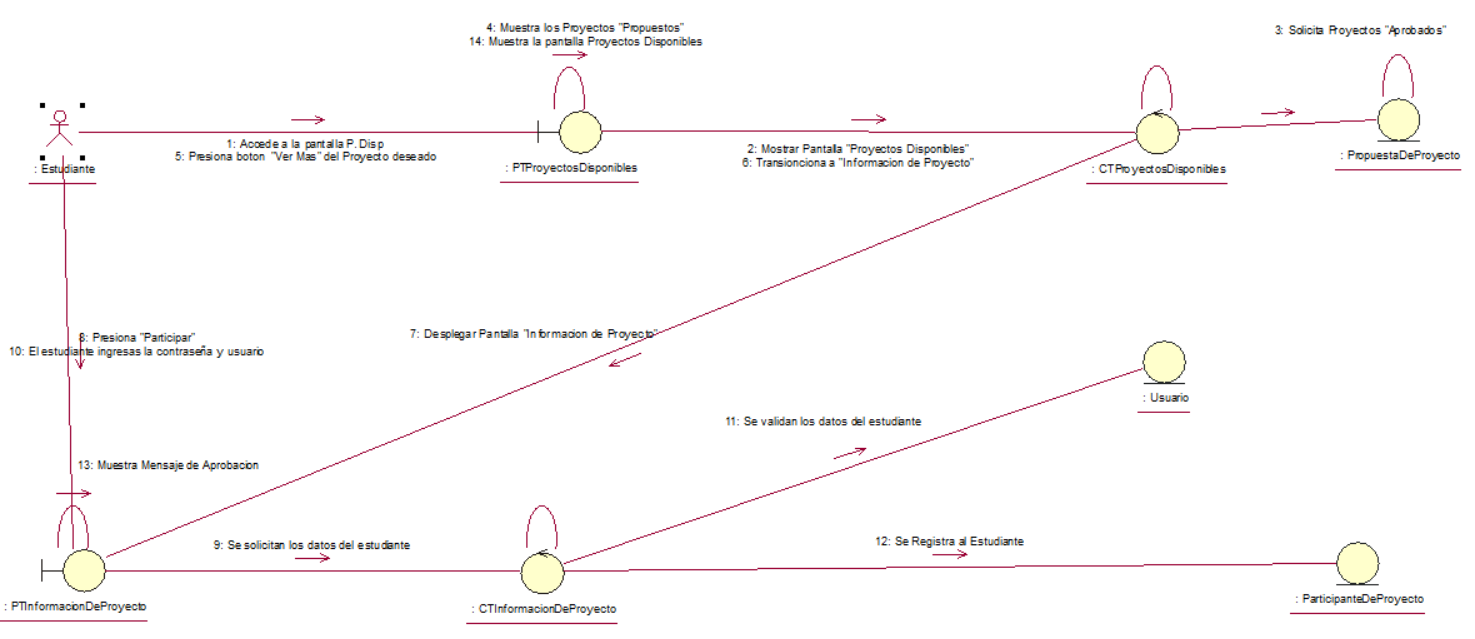 4: Muestra los Proyectos "Propuestos"
14: Muestra la pantalla Proyectos Disponibles
3: Solicita Proyectos "Aprobados"
1: Accede a la pantalla P. Disp
5: Presiona boton "Ver Mas" del Proyecto deseado
2: Mostrar Pantalla "Proyectos Disponibles"
6: Transionciona a "Informacion de Proyecto"
: Estudiante
: PTProyectosDisponibles
: CTProyectosDisponibles
: PropuestaDeProyecto
8: Presiona "Participar"
10: El estudiante ingresas la contraseña y usuario
7: Desplegar Pantalla "Informacion de Proyecto"
: Usuario
11: Se validan los datos del estudiante
13: Muestra Mensaje de Aprobacion
9: Se solicitan los datos del estudiante
12: Se Registra al Estudiante
: PTInformacionDeProyecto
: CTInformacionDeProyecto
: ParticipanteDeProyecto